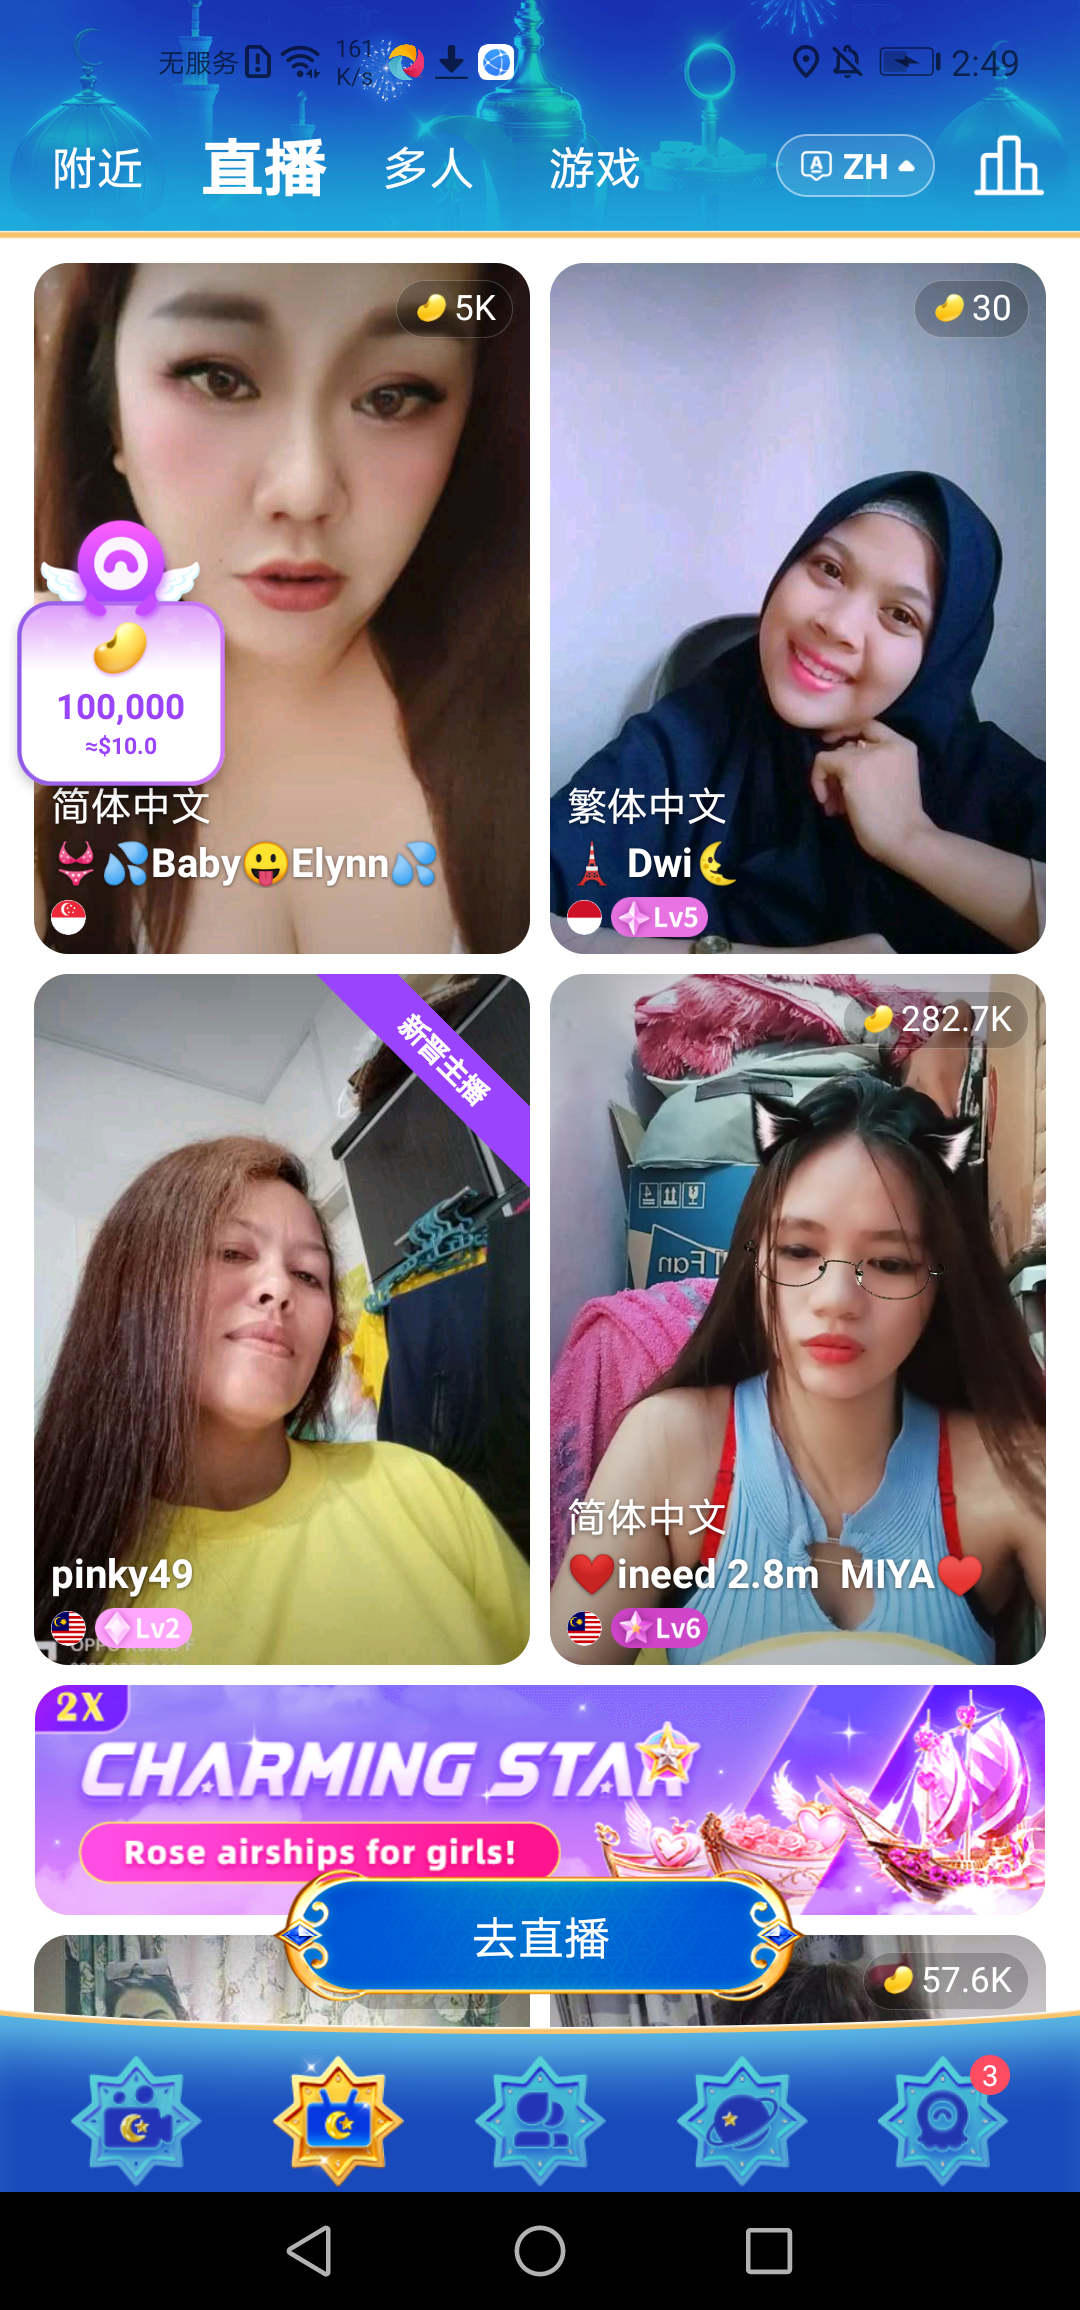 无服务
161
K/s
2:49
附近
直播
多人
游戏
A
ZH
5K
30
100,000
≈$10.0
简体中文
👙💦Baby😛Elynn💦
繁体中文
🗼 Dwi🌜
Lv5
新晋主播
282.7K
pinky49
Lv2
简体中文
❤️ineed 2.8m MIYA♥️
Lv6
2X
CHARMING STAR
Rose airships for girls!
去直播
57.6K
3